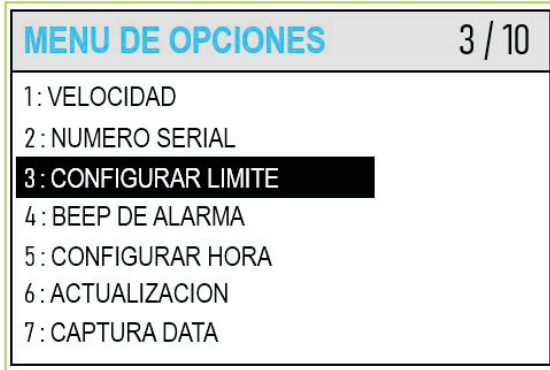 MENU DE OPCIONES 3 / 10
1 : VELOCIDAD
2 : NUMERO SERIAL
3 : CONFIGURAR LIMITE
4 : BEEP DE ALARMA
5 : CONFIGURAR HORA
6 : ACTUALIZACION
7 : CAPTURA DATA